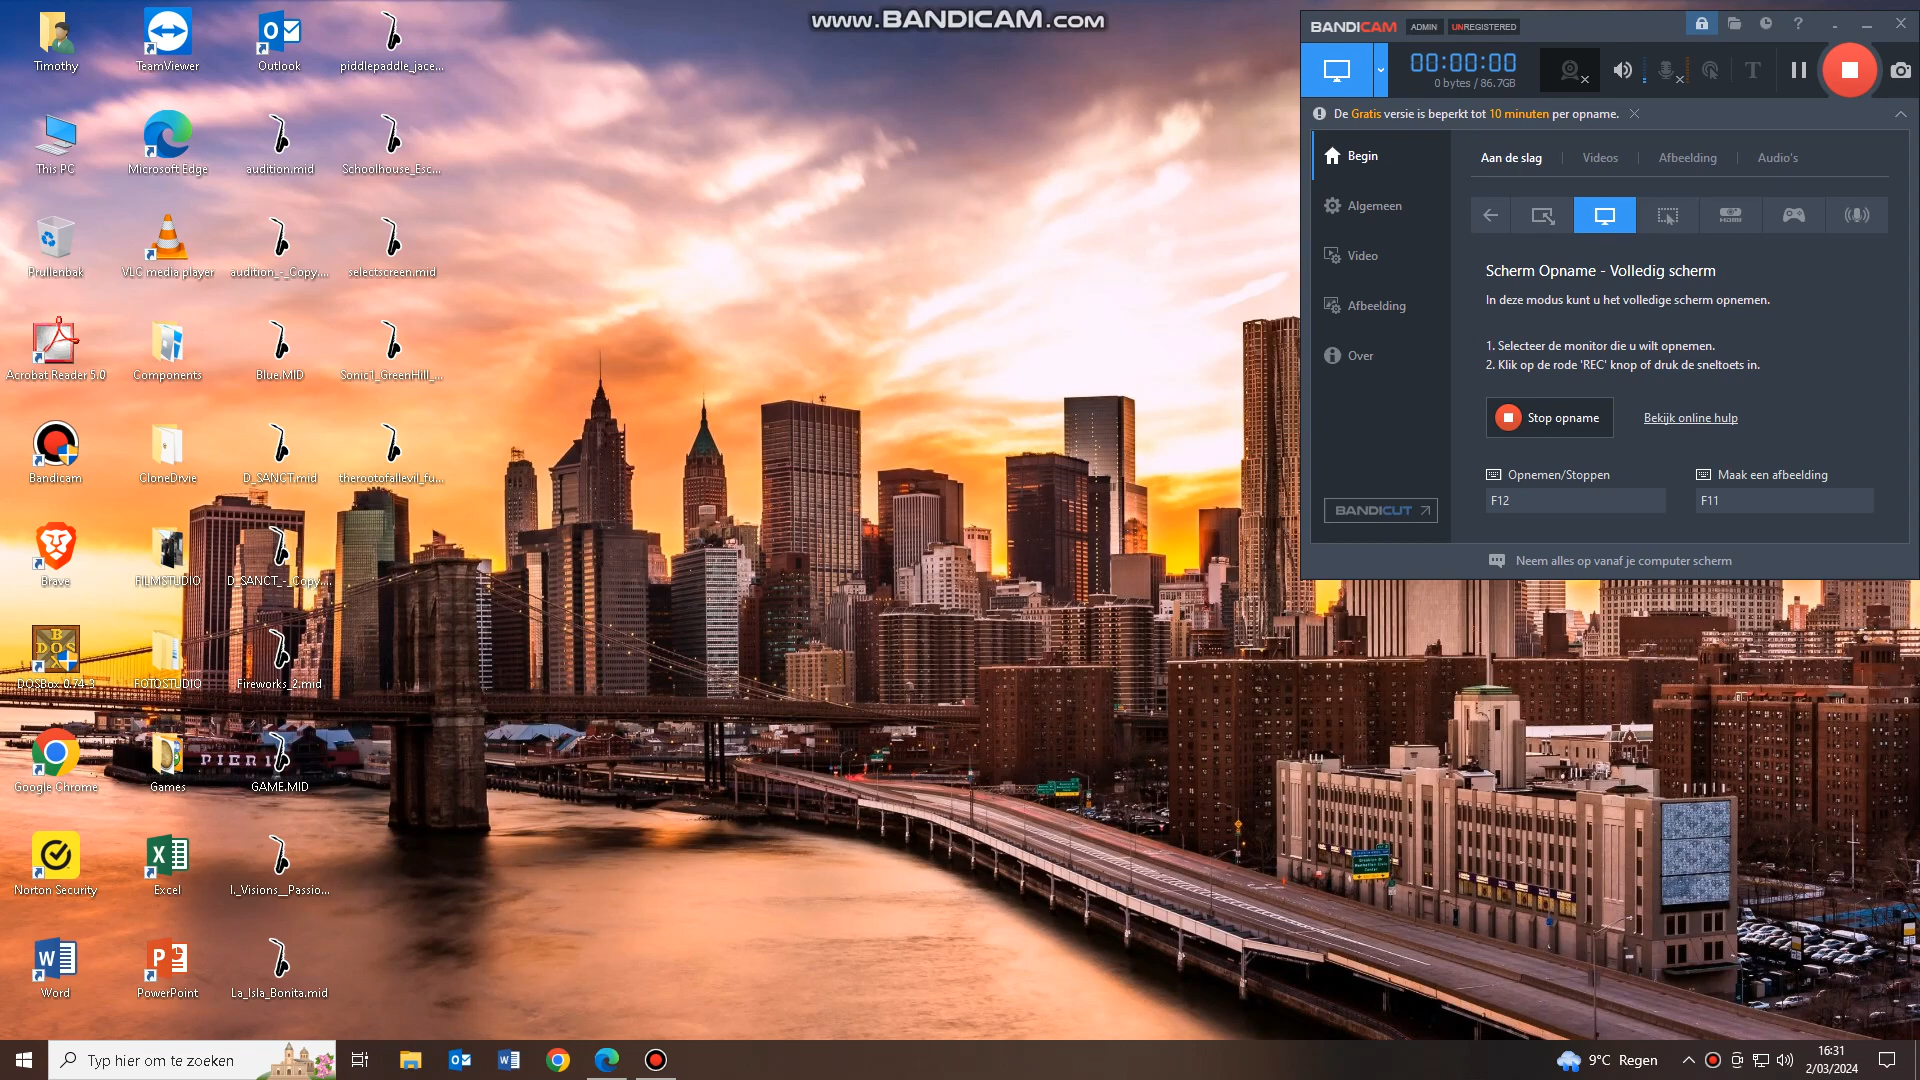 www.BANDICAM.com
Timothy
TeamViewer
Outlook
piddlepaddle_jace...
This PC
Microsoft Edge
audition.mid
Schoolhouse_Esc...
Prullenbak
VLC media player
audition_-_Copy....
selectscreen.mid
Acrobat Reader 5.0
Components
Blue.MID
Sonic1_GreenHill_...
Bandicam
CloneDrvie
D_SANCT.mid
therootofallevil_fu...
Brave
FILMSTUDIO
D_SANCT_-_Copy....
DOSBox 0.74-3
FOTOSTUDIO
Fireworks_2.mid
Google Chrome
Games
GAME.MID
Norton Security
Excel
I._Visions__Passio...
Word
PowerPoint
La_Isla_Bonita.mid
PIER
BANDICAM ADMIN UNREGISTERED
00:00:00
0 bytes / 86.7GB
De Gratis versie is beperkt tot 10 minuten per opname.
Begin
Algemeen
Video
Afbeelding
Over
BANDICUT
Aan de slag Videos Afbeelding Audio's
HDMI
Scherm Opname - Volledig scherm
In deze modus kunt u het volledige scherm opnemen.
1. Selecteer de monitor die u wilt opnemen.
2. Klik op de rode 'REC' knop of druk de sneltoets in.
Stop opname
Bekijk online hulp
Opnemen/Stoppen
F12
Maak een afbeelding
F11
Neem alles op vanaf je computer scherm
Typ hier om te zoeken
9°C Regen
16:31
2/03/2024